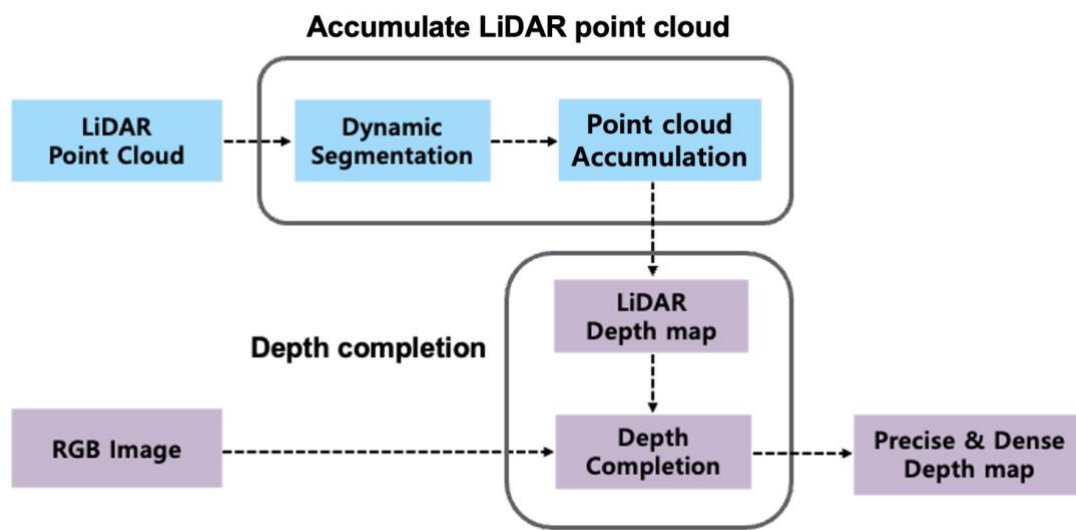 Accumulate LiDAR point cloud
LiDAR
Point Cloud
Dynamic
Segmentation
Point cloud
Accumulation
LiDAR
Depth map
Depth completion
RGB Image
Depth
Completion
Precise & Dense
Depth map